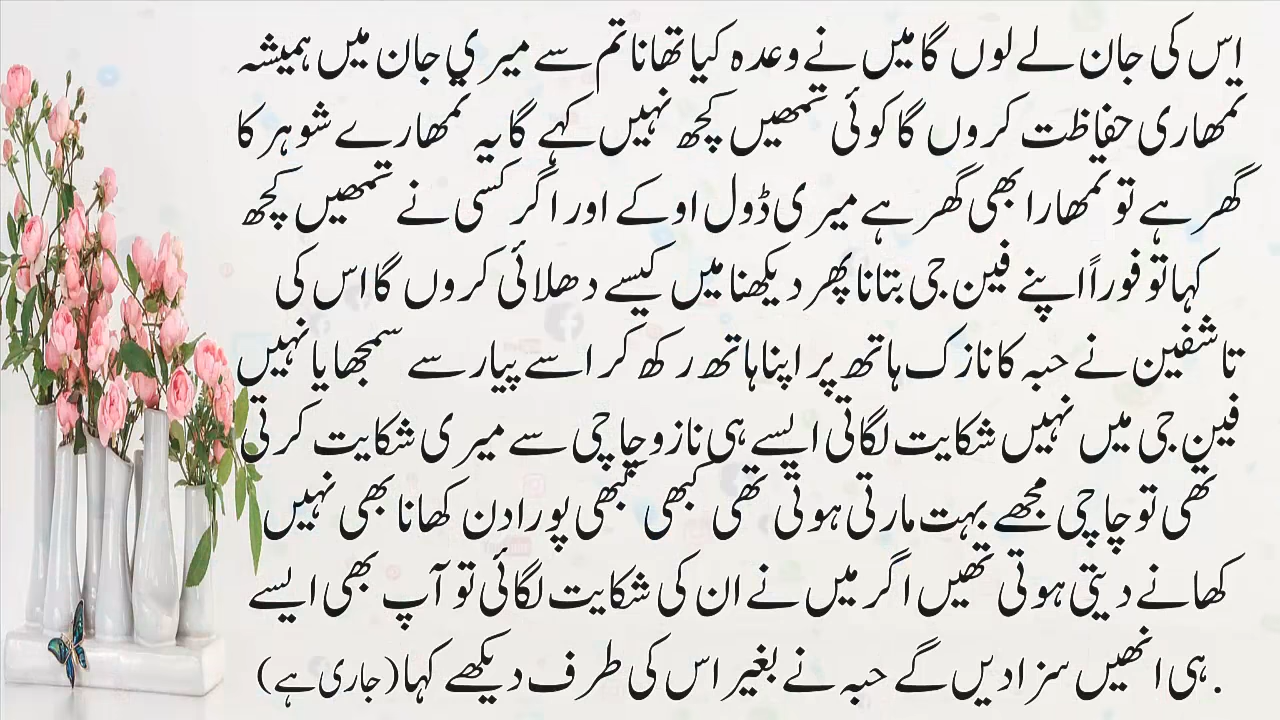 اس کی جان لے لوں گا میں نے وعدہ کیا تھا نا تم سے میری جان میں ہمیشہ
تمھاری حفاظت کروں گا کوئی تمھیں کچھ نہیں کہے گا یہ تمھارے شوہر کا
گھر ہے تو تمھارا بھی گھر ہے میری ڈول اوکے اور اگر کسی نے تمھیں کچھ
کہا تو فوراً اپنے فین جی بتانا پھر دیکھنا میں کیسے دھلائی کروں گا اس کی
تاشفین نے حبہ کا نازک ہاتھ پر اپنا ہاتھ رکھ کر اسے پیار سے سمجھایا نہیں
فین جی میں نہیں شکایت لگاتی ایسے ہی نازو چاچی سے میری شکایت کرتی
تھی تو چاچی مجھے بہت مارتی ہوتی تھی کبھی کبھی پورا دن کھانا بھی نہیں
کھانے دیتی ہوتی تھیں اگر میں نے ان کی شکایت لگائی تو آپ بھی ایسے
.ہی انھیں سزا دیں گے حبہ نے بغیر اس کی طرف دیکھے کہا (جاری ہے)